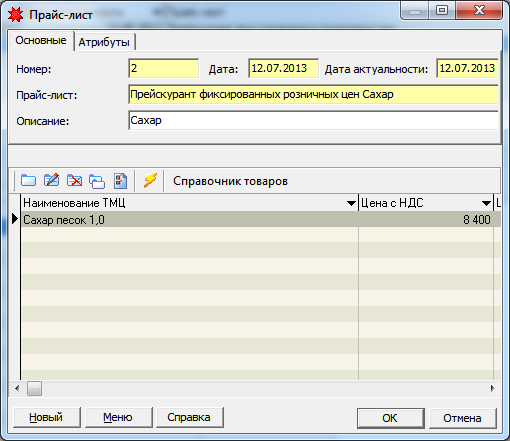 Прайс-лист
Основные Атрибуты
Номер: 2 Дата: 12.07.2013 Дата актуальности: 12.07.2013
Прайс-лист: Прейскурант фиксированных розничных цен Сахар
Описание: Сахар
Справочник товаров
Наименование ТМЦ Цена с НДС
Сахар песок 1,0 8 400
Новый Меню Справка ОК Отмена